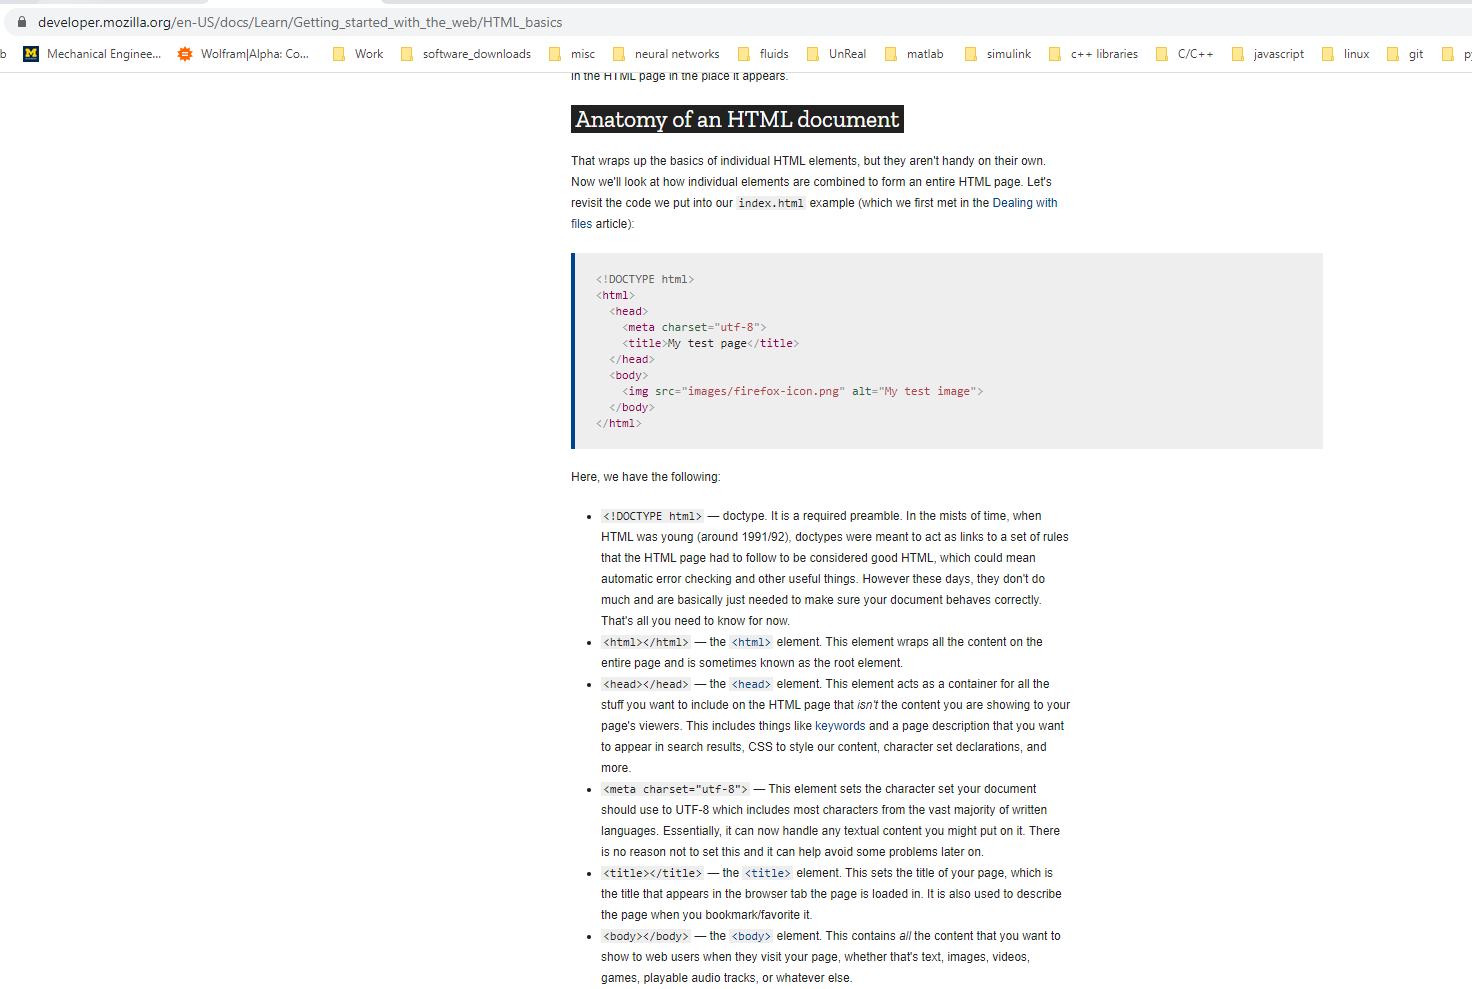 developer.mozilla.org/en-US/docs/Learn/Getting_started_with_the_web/HTML_basics
b Mechanical Enginee... Wolfram|Alpha: Co... Work software_downloads misc neural networks fluids UnReal matlab simulink c++ libraries C/C++ javascript linux git py
in the HTML page in the place it appears.
Anatomy of an HTML document
That wraps up the basics of individual HTML elements, but they aren't handy on their own.
Now we'll look at how individual elements are combined to form an entire HTML page. Let's
revisit the code we put into our index.html example (which we first met in the Dealing with
files article):
<!DOCTYPE html>
<html>
<head>
<meta charset="utf-8">
<title>My test page</title>
</head>
<body>
<img src="images/firefox-icon.png" alt="My test image">
</body>
</html>
Here, we have the following:
• <!DOCTYPE html> — doctype. It is a required preamble. In the mists of time, when
HTML was young (around 1991/92), doctypes were meant to act as links to a set of rules
that the HTML page had to follow to be considered good HTML, which could mean
automatic error checking and other useful things. However these days, they don't do
much and are basically just needed to make sure your document behaves correctly.
That's all you need to know for now.
• <html></html> — the <html> element. This element wraps all the content on the
entire page and is sometimes known as the root element.
• <head></head> — the <head> element. This element acts as a container for all the
stuff you want to include on the HTML page that isn't the content you are showing to your
page's viewers. This includes things like keywords and a page description that you want
to appear in search results, CSS to style our content, character set declarations, and
more.
• <meta charset="utf-8"> — This element sets the character set your document
should use to UTF-8 which includes most characters from the vast majority of written
languages. Essentially, it can now handle any textual content you might put on it. There
is no reason not to set this and it can help avoid some problems later on.
• <title></title> — the <title> element. This sets the title of your page, which is
the title that appears in the browser tab the page is loaded in. It is also used to describe
the page when you bookmark/favorite it.
• <body></body> — the <body> element. This contains all the content that you want to
show to web users when they visit your page, whether that's text, images, videos,
games, playable audio tracks, or whatever else.